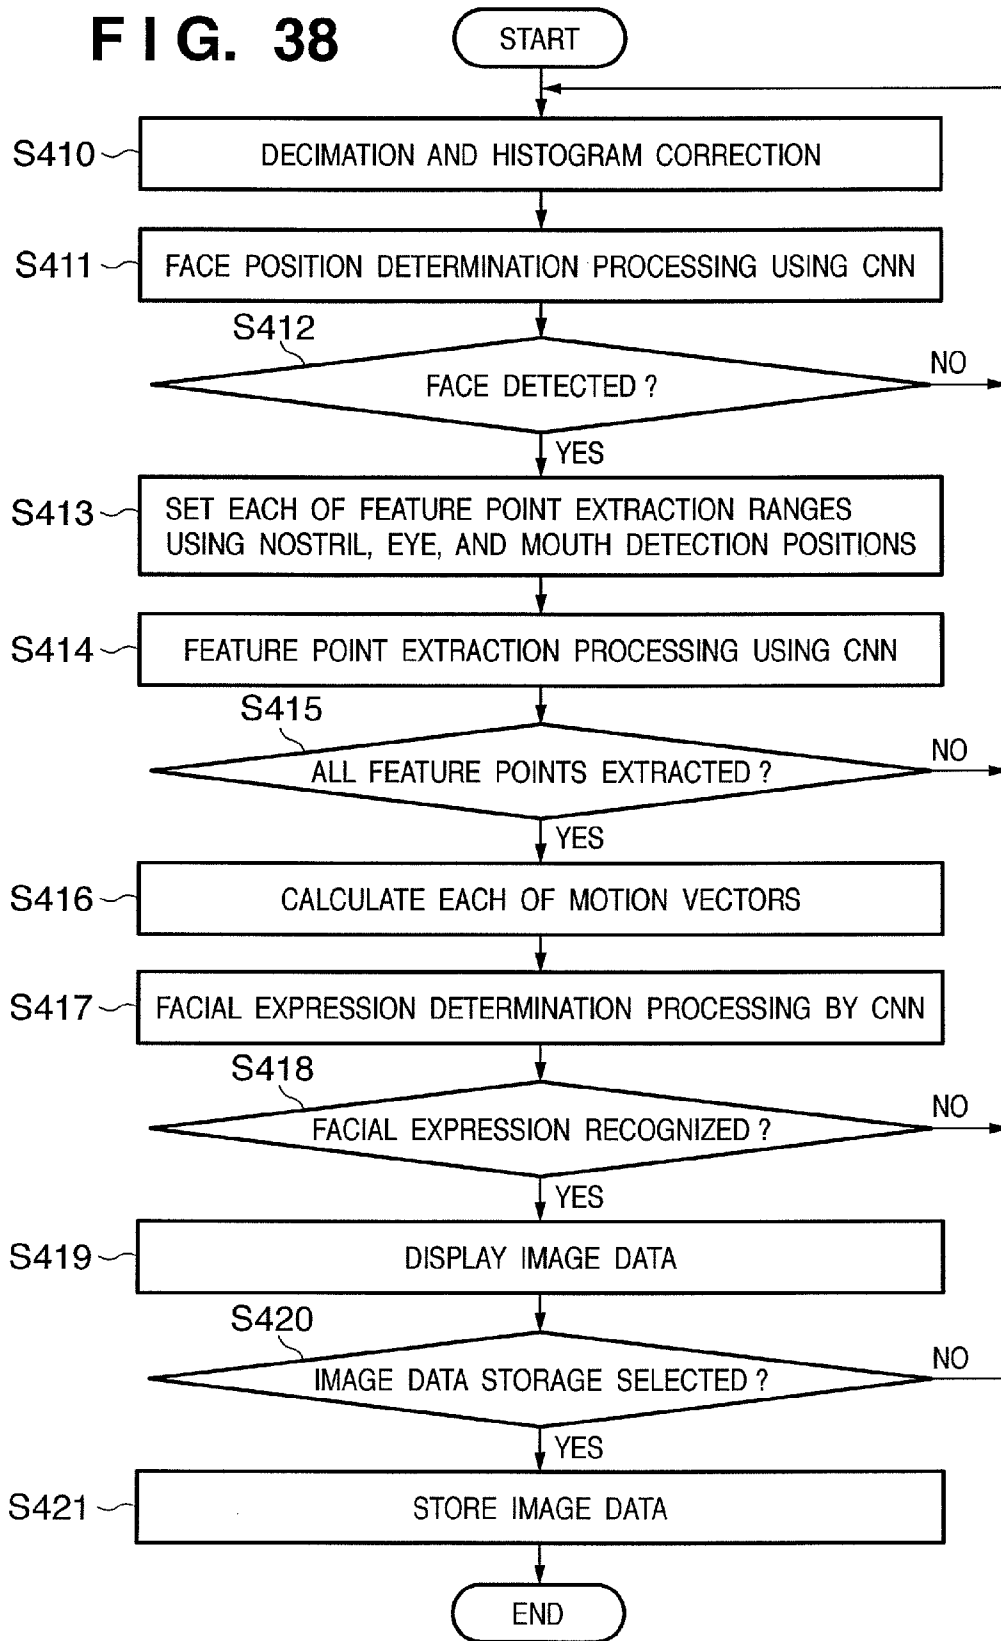 FIG. 38
START
S410
DECIMATION AND HISTOGRAM CORRECTION
S411
FACE POSITION DETERMINATION PROCESSING USING CNN
S412
FACE DETECTED ?
NO
YES
S413
SET EACH OF FEATURE POINT EXTRACTION RANGES
USING NOSTRIL, EYE, AND MOUTH DETECTION POSITIONS
S414
FEATURE POINT EXTRACTION PROCESSING USING CNN
S415
ALL FEATURE POINTS EXTRACTED ?
NO
YES
S416
CALCULATE EACH OF MOTION VECTORS
S417
FACIAL EXPRESSION DETERMINATION PROCESSING BY CNN
S418
FACIAL EXPRESSION RECOGNIZED ?
NO
YES
S419
DISPLAY IMAGE DATA
S420
IMAGE DATA STORAGE SELECTED ?
NO
YES
S421
STORE IMAGE DATA
END